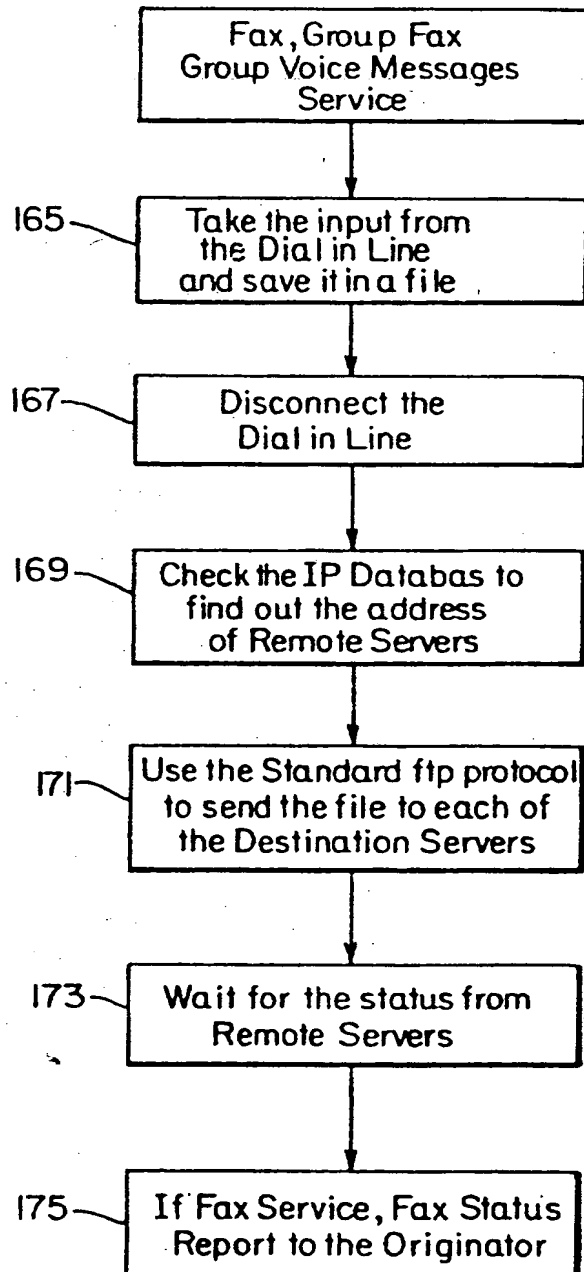 Fax, Group Fax
Group Voice Messages
Service
165
Take the input from
the Dial in Line
and save it in a file
167
Disconnect the
Dial in Line
169
Check the IP Databas to
find out the address
of Remote Servers
171
Use the Standard ftp protocol
to send the file to each of
the Destination Servers
173
Wait for the status from
Remote Servers
175
If Fax Service, Fax Status
Report to the Originator